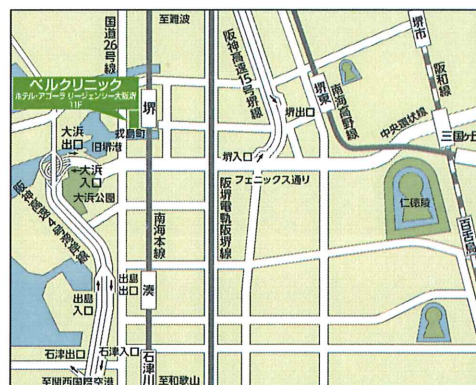 国道26号線
至難波
阪神高速15号堺線
堺市
阪和線
ベルクリニック
ホテル・アゴーラ リージェンシー大阪堺
11F
堺
堺東
南海高野線
戎島町
堺出口
中央環状線
三国ヶ丘
大浜
出口
旧堺港
大浜
入口
大浜公園
堺入口
フェニックス通り
阪神高速4号湾岸線
南海本線
阪堺電軌阪堺線
仁徳陵
百舌鳥
出島
出口
出島
入口
湊
石津出口
石津入口
石津川
至関西国際空港
至和歌山